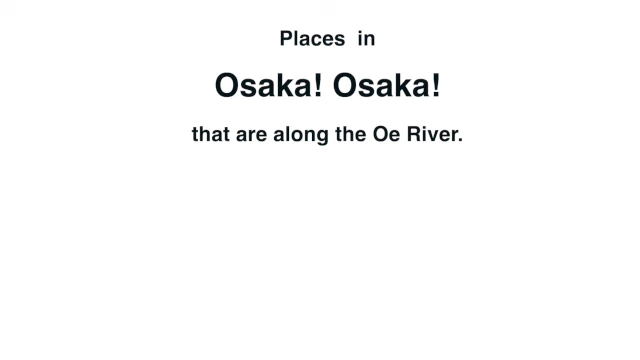 Places in
Osaka! Osaka!
that are along the Oe River.